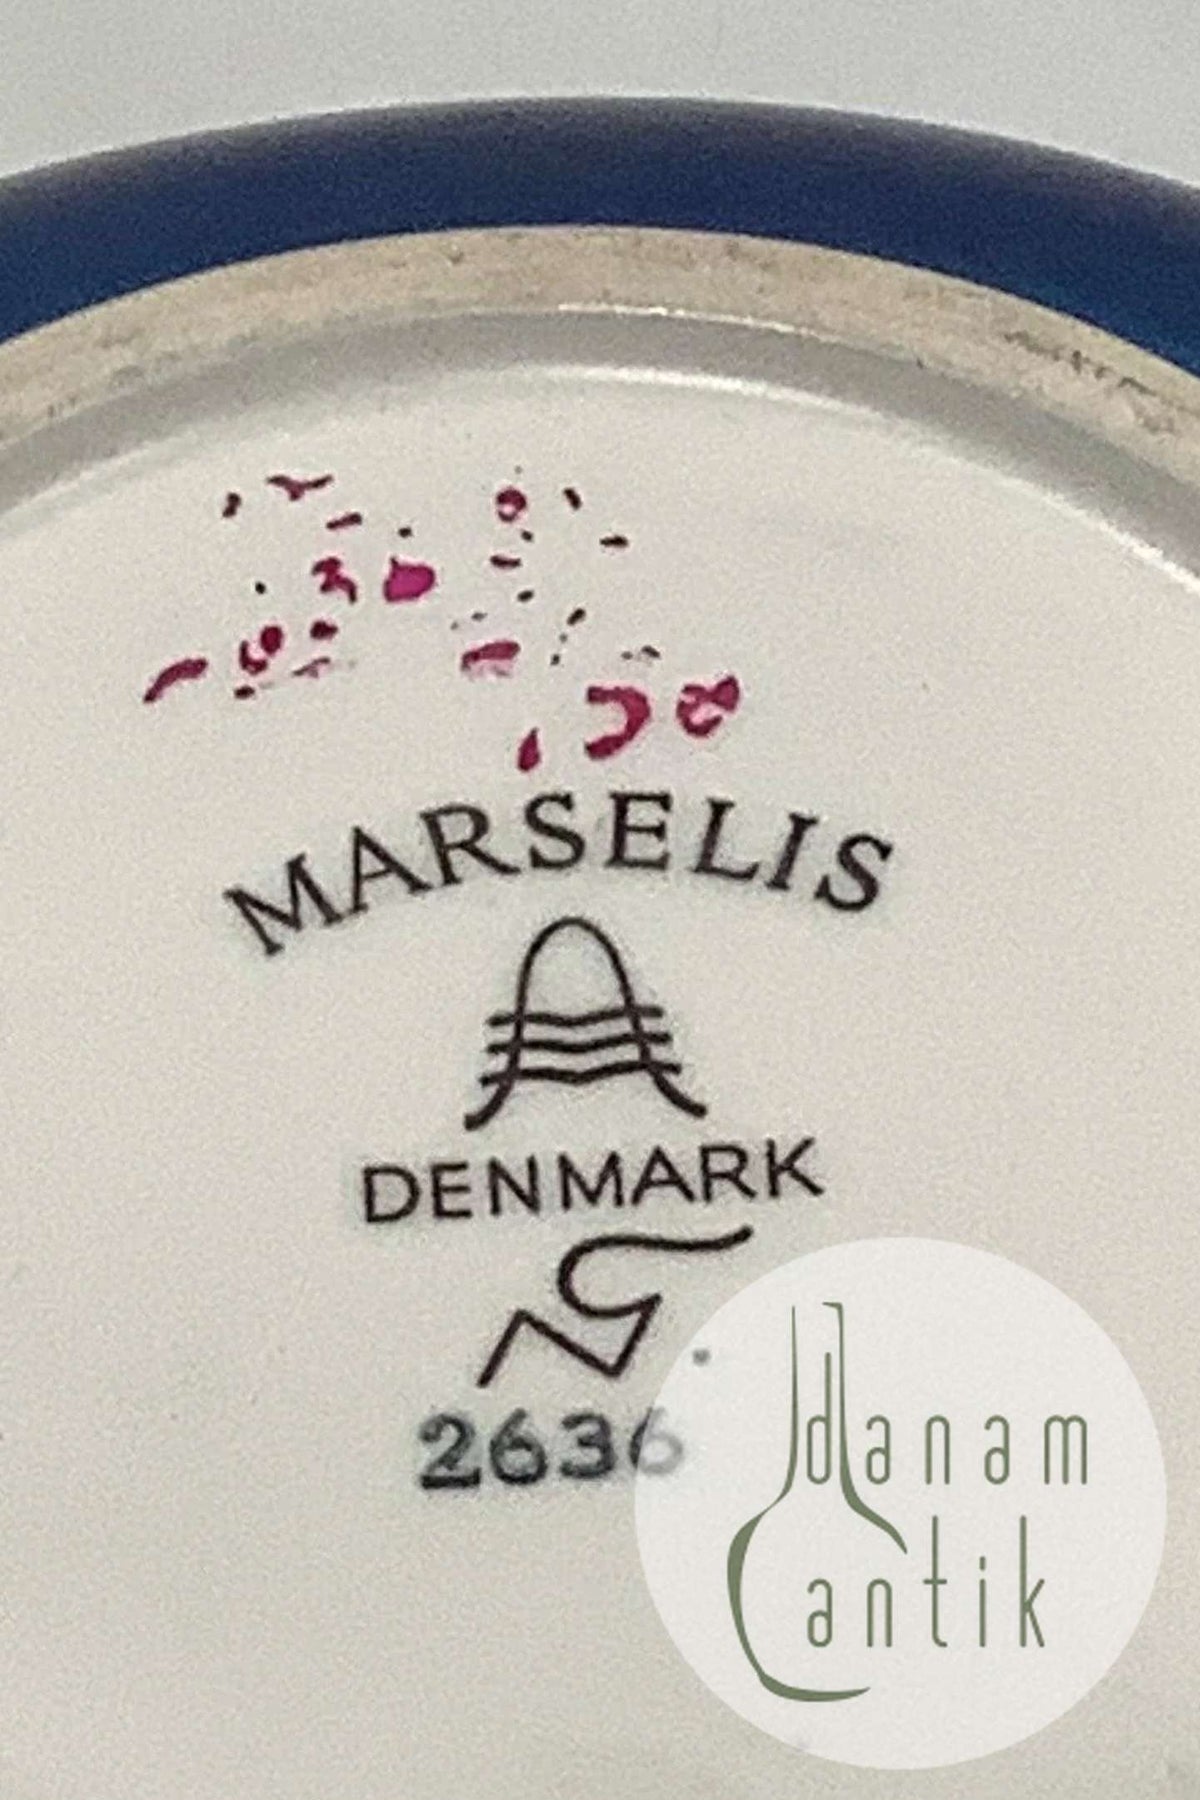 MARSELIS
DENMARK
2636
danam
antik